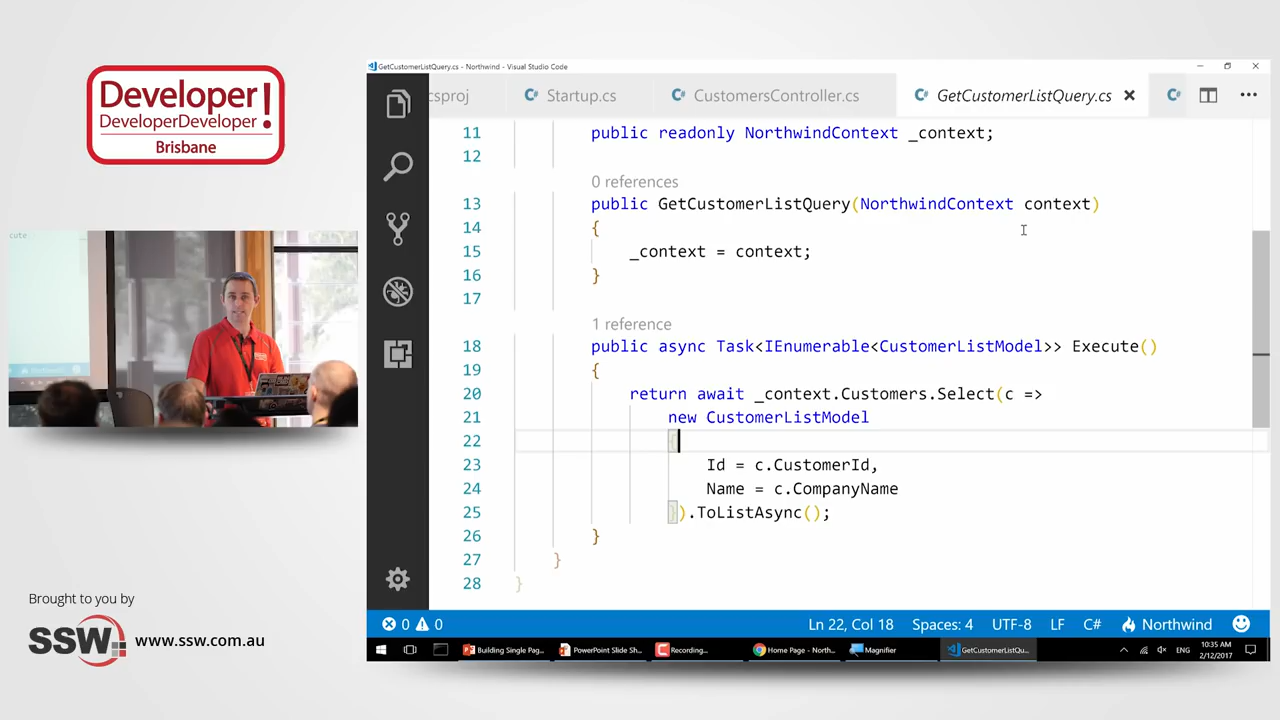 Developer!
DeveloperDeveloper
Brisbane
cute
Brought to you by
SSW
www.ssw.com.au
GetCustomerListQuery.cs - Northwind - Visual Studio Code
csproj
C# Startup.cs
C# CustomersController.cs
C# GetCustomerListQuery.cs
C#
11 public readonly NorthwindContext _context;
12
0 references
13 public GetCustomerListQuery(NorthwindContext context)
14 {
15 _context = context;
16 }
17
1 reference
18 public async Task<IEnumerable<CustomerListModel>> Execute()
19 {
20 return await _context.Customers.Select(c =>
21 new CustomerListModel
22 {
23 Id = c.CustomerId,
24 Name = c.CompanyName
25 }).ToListAsync();
26 }
27 }
28 }
0 0 Ln 22, Col 18 Spaces: 4 UTF-8 LF C# Northwind
Building Single Pag... PowerPoint Slide Sh... Recording... Home Page - North... Magnifier GetCustomerListQu... ENG 10:35 AM
2/12/2017